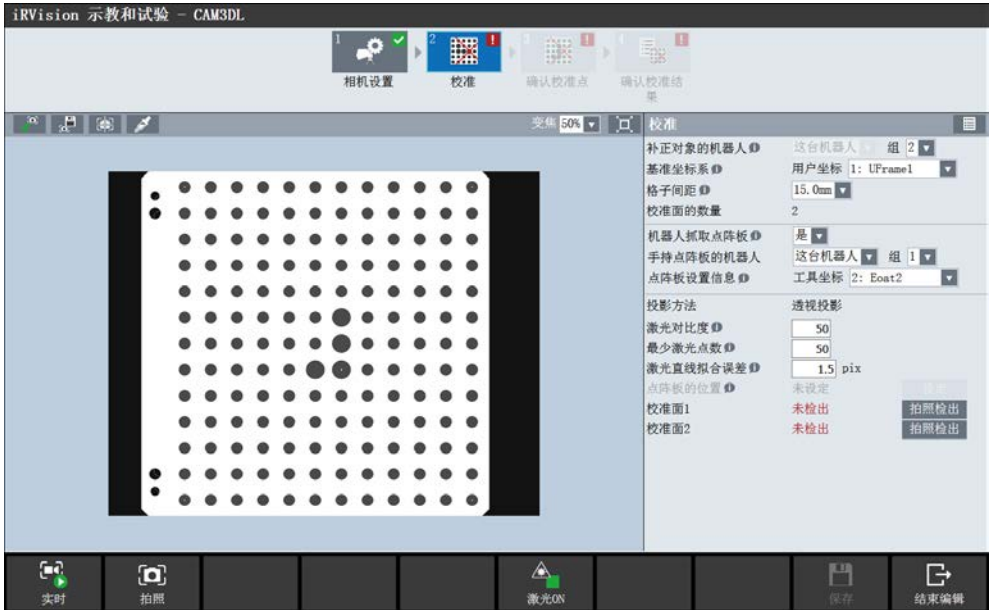 iRVision 示教和试验 - CAM3DL
1 2 ! 3 ! 4 !
相机设置 校准 确认校准点 确认校准结果
变焦 50% 校准
补正对象的机器人 这台机器人 组 2
基准坐标系 用户坐标 1: UFrame1
格子间距 15.0mm
校准面的数量 2
机器人抓取点阵板 是
手持点阵板的机器人 这台机器人 组 1
点阵板设置信息 工具坐标 2: Eoat2
投影方法 透视投影
激光对比度 50
最少激光点数 50
激光直线拟合误差 1.5 pix
点阵板的位置 未设定
校准面1 未检出 拍照检出
校准面2 未检出 拍照检出
实时 拍照 激光ON 保存 结束编辑